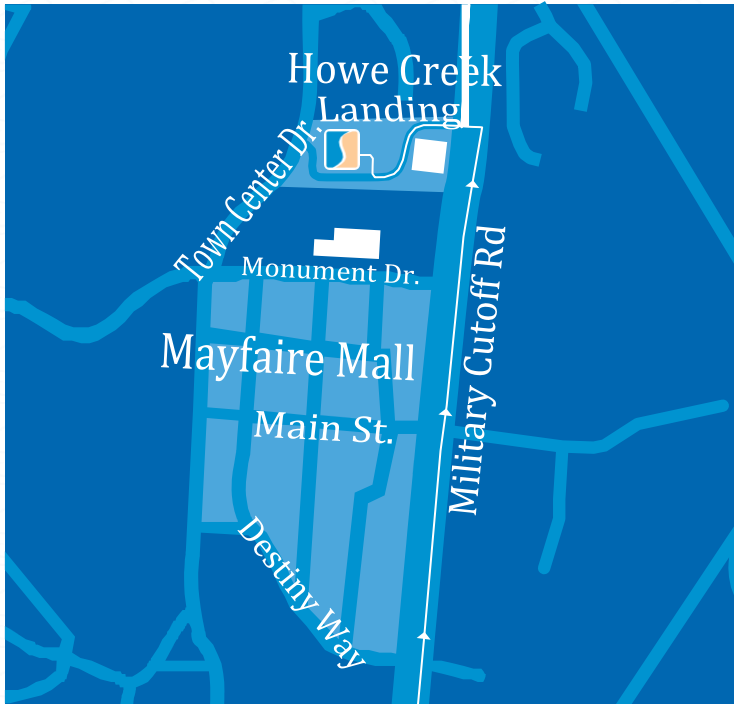 Howe Creek
Landing
Town Center Dr.
Monument Dr.
Military Cutoff Rd
Mayfaire Mall
Main St.
Destiny Way